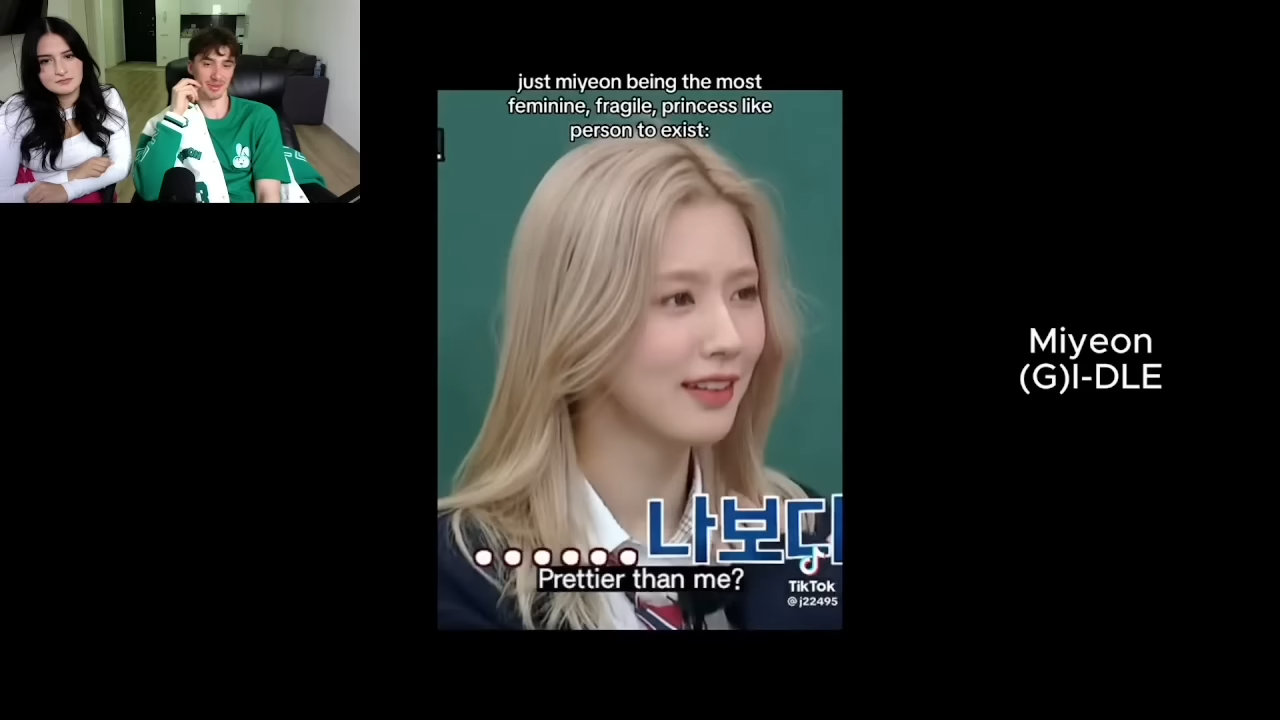 just miyeon being the most
feminine, fragile, princess like
person to exist:
Miyeon
(G)I-DLE
나보다
Prettier than me?
TikTok
@j22495